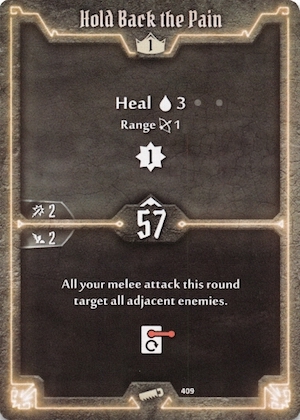 Hold Back the Pain
1
Heal 3
Range 1
1
2
57
2
All your melee attack this round
target all adjacent enemies.
409